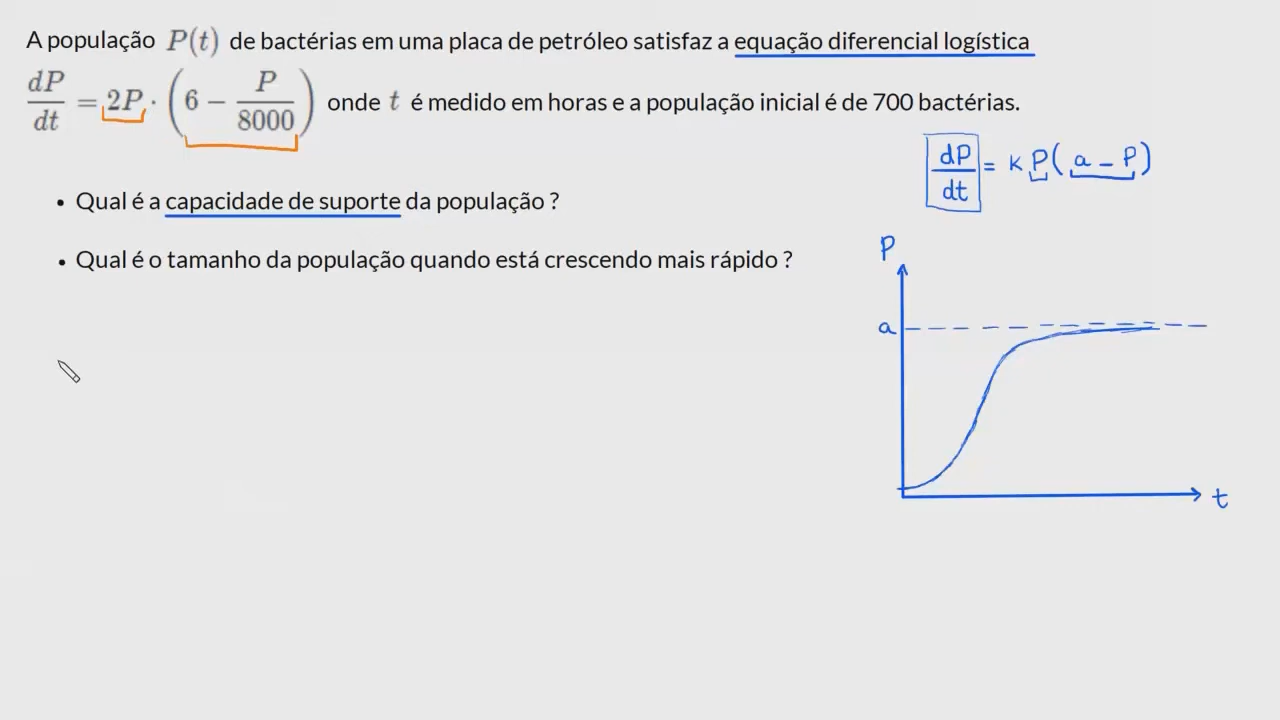 A população P(t) de bactérias em uma placa de petróleo satisfaz a equação diferencial logística
dP/dt = 2P · (6 − P/8000) onde t é medido em horas e a população inicial é de 700 bactérias.
dP/dt = K P ( a − P )
• Qual é a capacidade de suporte da população ?
• Qual é o tamanho da população quando está crescendo mais rápido ?
P
a
t